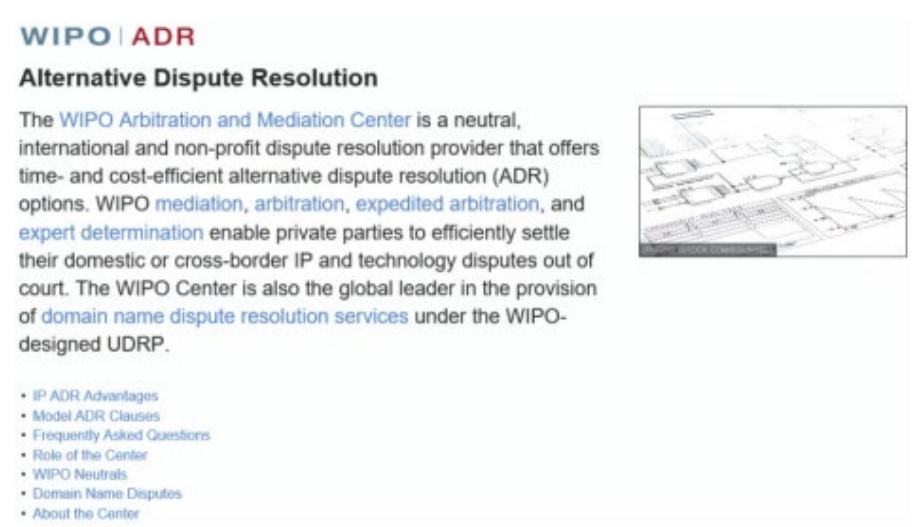 WIPO | ADR
Alternative Dispute Resolution
The WIPO Arbitration and Mediation Center is a neutral,
international and non-profit dispute resolution provider that offers
time- and cost-efficient alternative dispute resolution (ADR)
options. WIPO mediation, arbitration, expedited arbitration, and
expert determination enable private parties to efficiently settle
their domestic or cross-border IP and technology disputes out of
court. The WIPO Center is also the global leader in the provision
of domain name dispute resolution services under the WIPO-
designed UDRP.
• IP ADR Advantages
• Model ADR Clauses
• Frequently Asked Questions
• Role of the Center
• WIPO Neutrals
• Domain Name Disputes
• About the Center